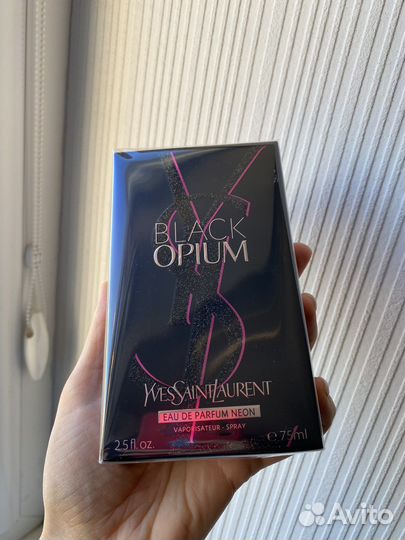 BLACK
OPIUM
YVESSAINTLAURENT
EAU DE PARFUM NEON
VAPORISATEUR - SPRAY
2.5 fl. oz. ℮ 75ml
Avito